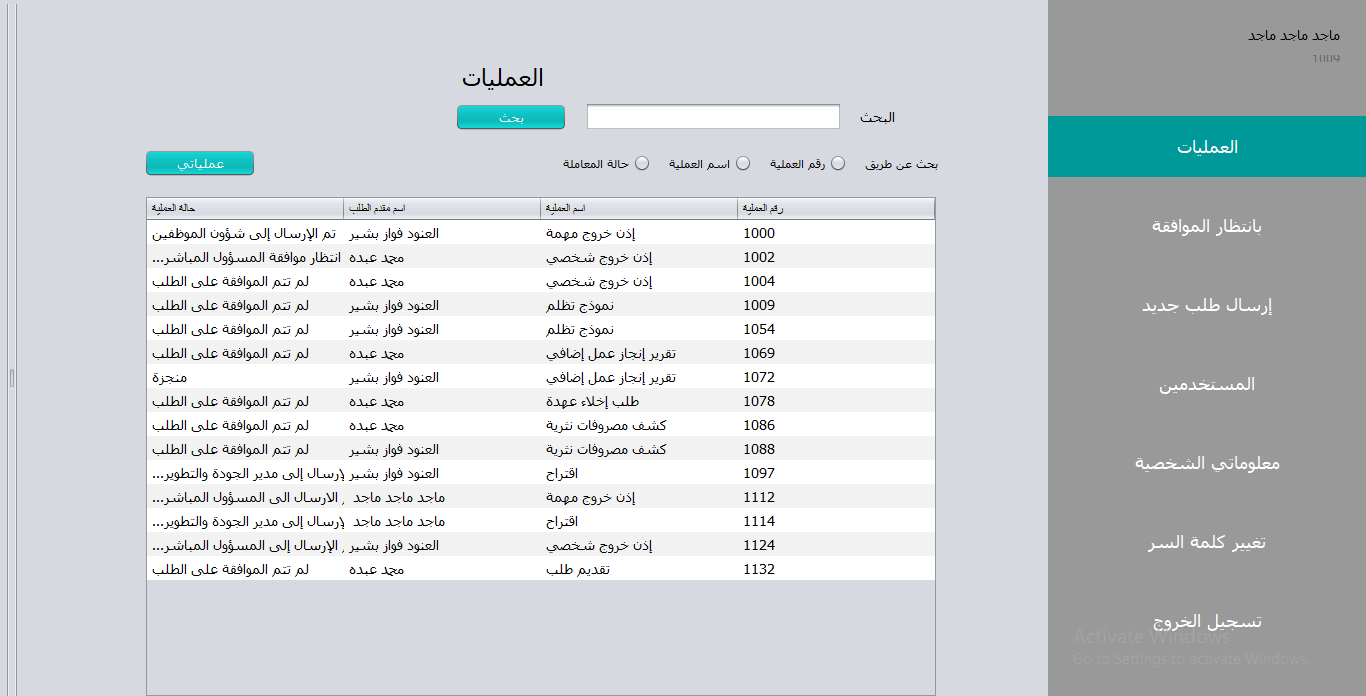 ماجد ماجد ماجد
1009
العمليات
بانتظار الموافقة
إرسال طلب جديد
المستخدمين
معلوماتي الشخصية
تغيير كلمة السر
تسجيل الخروج
Activate Windows
Go to Settings to activate Windows.
العمليات
البحث بحث
بحث عن طريق رقم العملية اسم العملية حالة المعاملة
عملياتي
رقم العملية اسم العملية اسم مقدم الطلب حالة العملية
1000 إذن خروج مهمة العنود فواز بشير تم الإرسال إلى شؤون الموظفين
1002 إذن خروج شخصي محمد عبده انتظار موافقة المسؤول المباشر...
1004 إذن خروج شخصي محمد عبده لم تتم الموافقة على الطلب
1009 نموذج تظلم العنود فواز بشير لم تتم الموافقة على الطلب
1054 نموذج تظلم العنود فواز بشير لم تتم الموافقة على الطلب
1069 تقرير إنجاز عمل إضافي محمد عبده لم تتم الموافقة على الطلب
1072 تقرير إنجاز عمل إضافي العنود فواز بشير منجزة
1078 طلب إخلاء عهدة محمد عبده لم تتم الموافقة على الطلب
1086 كشف مصروفات نثرية محمد عبده لم تتم الموافقة على الطلب
1088 كشف مصروفات نثرية العنود فواز بشير لم تتم الموافقة على الطلب
1097 اقتراح العنود فواز بشير لإرسال إلى مدير الجودة والتطوير...
1112 إذن خروج مهمة ماجد ماجد ماجد الارسال الى المسؤول المباشر...
1114 اقتراح ماجد ماجد ماجد لإرسال إلى مدير الجودة والتطوير...
1124 إذن خروج شخصي العنود فواز بشير الإرسال إلى المسؤول المباشر...
1132 تقديم طلب محمد عبده لم تتم الموافقة على الطلب